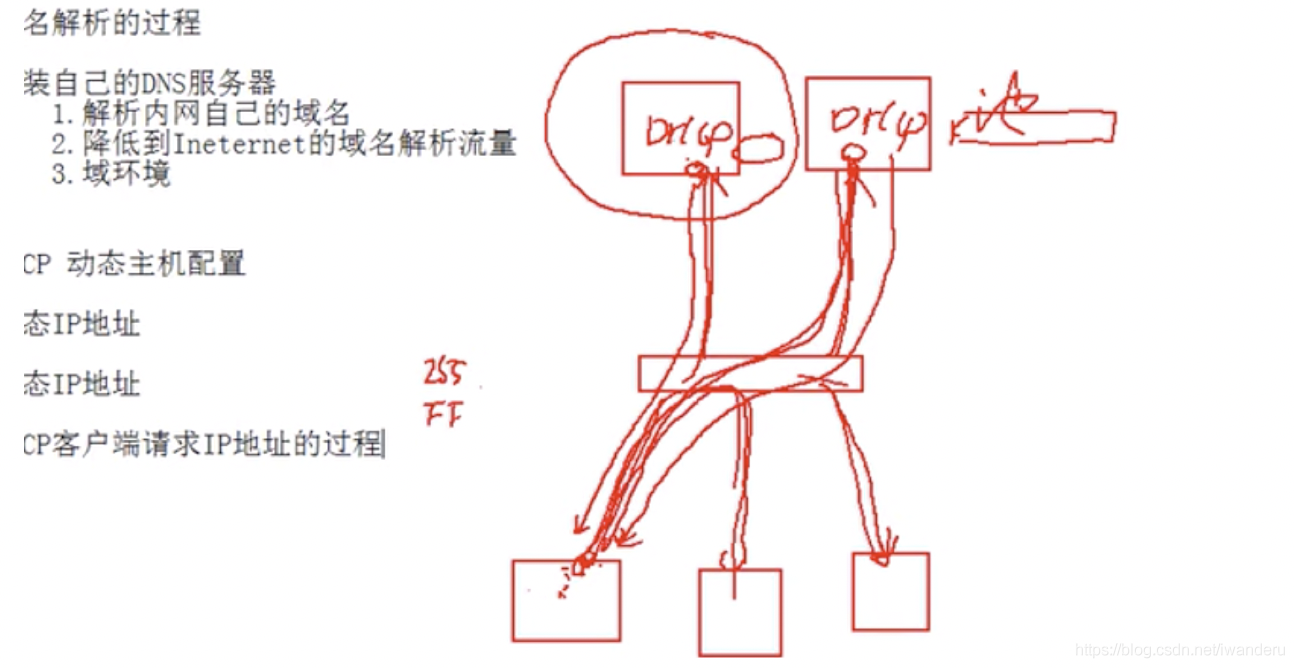 名解析的过程
装自己的DNS服务器
1. 解析内网自己的域名
2. 降低到Ineternet的域名解析流量
3. 域环境
CP 动态主机配置
态IP地址
态IP地址
CP客户端请求IP地址的过程
255
FF
https://blog.csdn.net/iwanderu